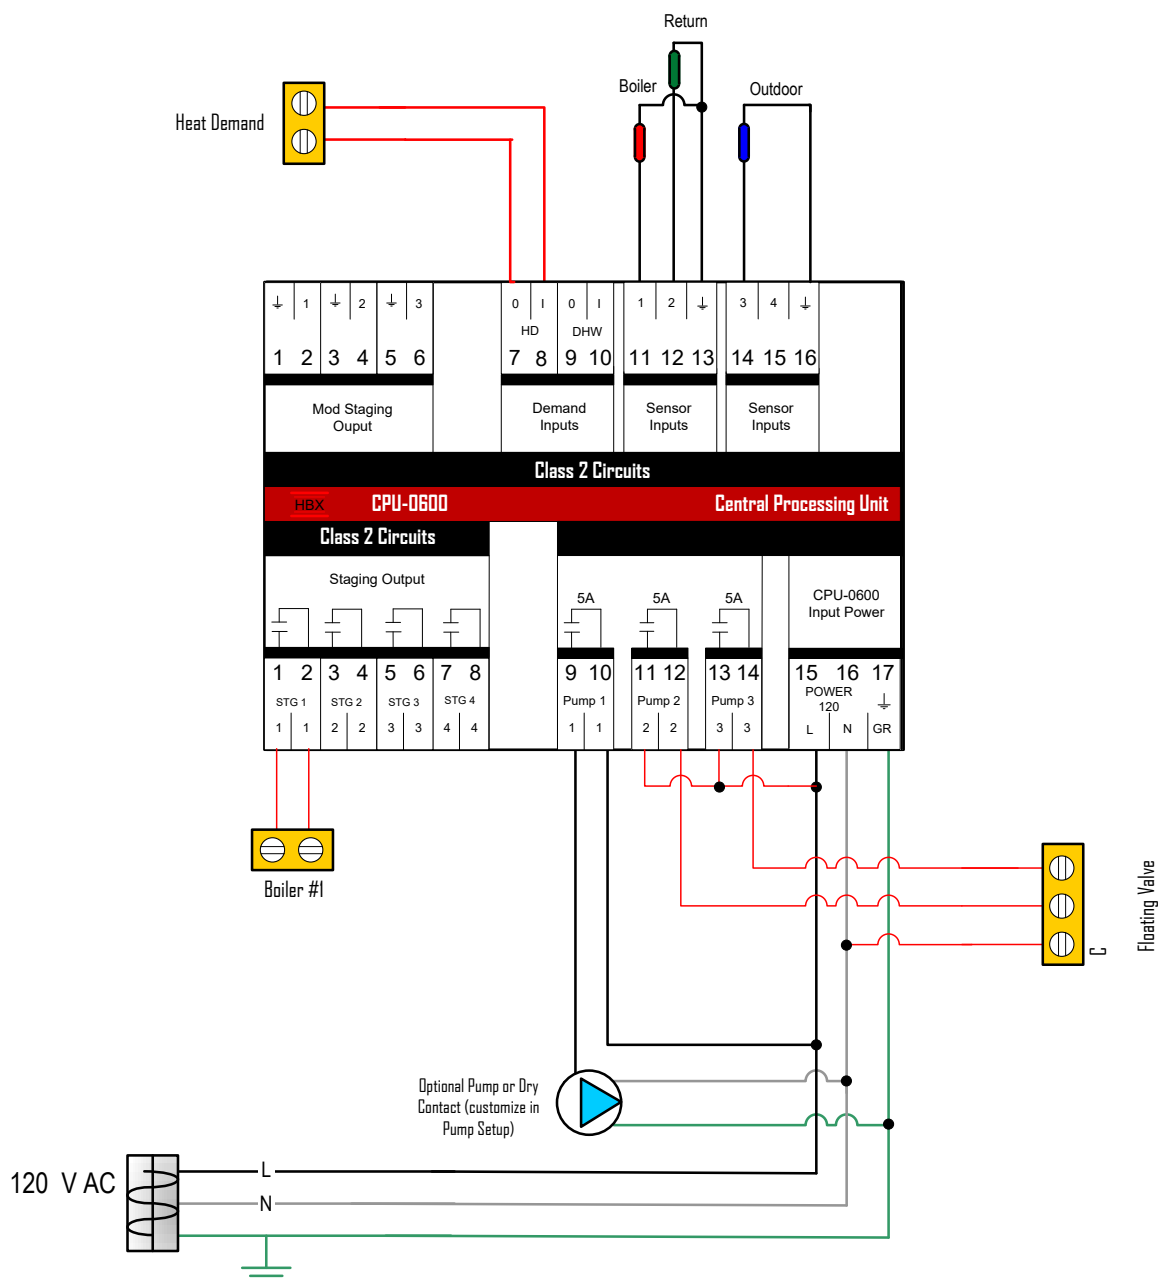 Return
Boiler
Outdoor
Heat Demand
1 2 3
0 I 0 I
1 2
3 4
HD DHW
1 2 3 4 5 6
7 8 9 10
11 12 13
14 15 16
Mod Staging
Ouput
Demand
Inputs
Sensor
Inputs
Sensor
Inputs
Class 2 Circuits
HBX CPU-0600 Central Processing Unit
Class 2 Circuits
Staging Output
5A 5A 5A
CPU-0600
Input Power
1 2 3 4 5 6 7 8
9 10 11 12 13 14
15 16 17
STG 1 STG 2 STG 3 STG 4
Pump 1 Pump 2 Pump 3
POWER
120
1 1 2 2 3 3 4 4
1 1 2 2 3 3
L N GR
Boiler #1
Floating Valve
C
Optional Pump or Dry
Contact (customize in
Pump Setup)
120 V AC
L
N